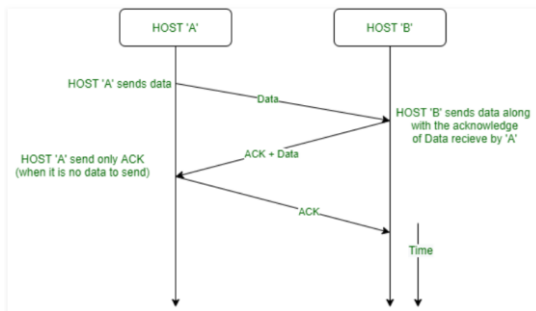 HOST 'A'
HOST 'B'
HOST 'A' sends data
Data
HOST 'B' sends data along
with the acknowledge
of Data recieve by 'A'
ACK + Data
HOST 'A' send only ACK
(when it is no data to send)
ACK
Time